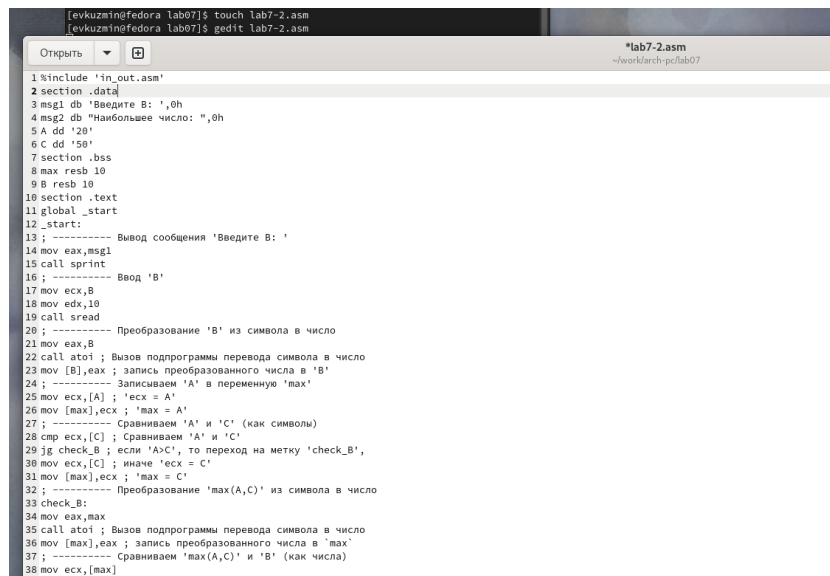 [evkuzmin@fedora lab07]$ touch lab7-2.asm
[evkuzmin@fedora lab07]$ gedit lab7-2.asm
Открыть
*lab7-2.asm
~/work/arch-pc/lab07
1 %include 'in_out.asm'
2 section .data
3 msg1 db 'Введите B: ',0h
4 msg2 db "Наибольшее число: ",0h
5 A dd '20'
6 C dd '50'
7 section .bss
8 max resb 10
9 B resb 10
10 section .text
11 global _start
12 _start:
13 ; ---------- Вывод сообщения 'Введите B: '
14 mov eax,msg1
15 call sprint
16 ; ---------- Ввод 'B'
17 mov ecx,B
18 mov edx,10
19 call sread
20 ; ---------- Преобразование 'B' из символа в число
21 mov eax,B
22 call atoi ; Вызов подпрограммы перевода символа в число
23 mov [B],eax ; запись преобразованного числа в 'B'
24 ; ---------- Записываем 'A' в переменную 'max'
25 mov ecx,[A] ; 'ecx = A'
26 mov [max],ecx ; 'max = A'
27 ; ---------- Сравниваем 'A' и 'С' (как символы)
28 cmp ecx,[C] ; Сравниваем 'A' и 'С'
29 jg check_B ; если 'A>C', то переход на метку 'check_B',
30 mov ecx,[C] ; иначе 'ecx = C'
31 mov [max],ecx ; 'max = C'
32 ; ---------- Преобразование 'max(A,C)' из символа в число
33 check_B:
34 mov eax,max
35 call atoi ; Вызов подпрограммы перевода символа в число
36 mov [max],eax ; запись преобразованного числа в `max`
37 ; ---------- Сравниваем 'max(A,C)' и 'B' (как числа)
38 mov ecx,[max]